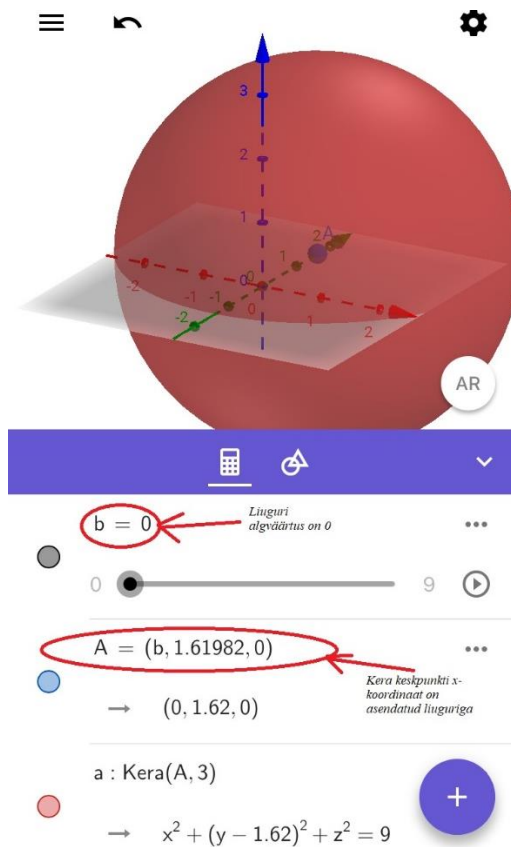 3
2
1
0
2
A
1
0
-1
-1
-2
-2
0
1
2
AR
b = 0
Liuguri
algväärtus on 0
0
9
A = (b, 1.61982, 0)
→ (0, 1.62, 0)
Kera keskpunkti x-
koordinaat on
asendatud liuguriga
a : Kera(A, 3)
→ x² + (y − 1.62)² + z² = 9